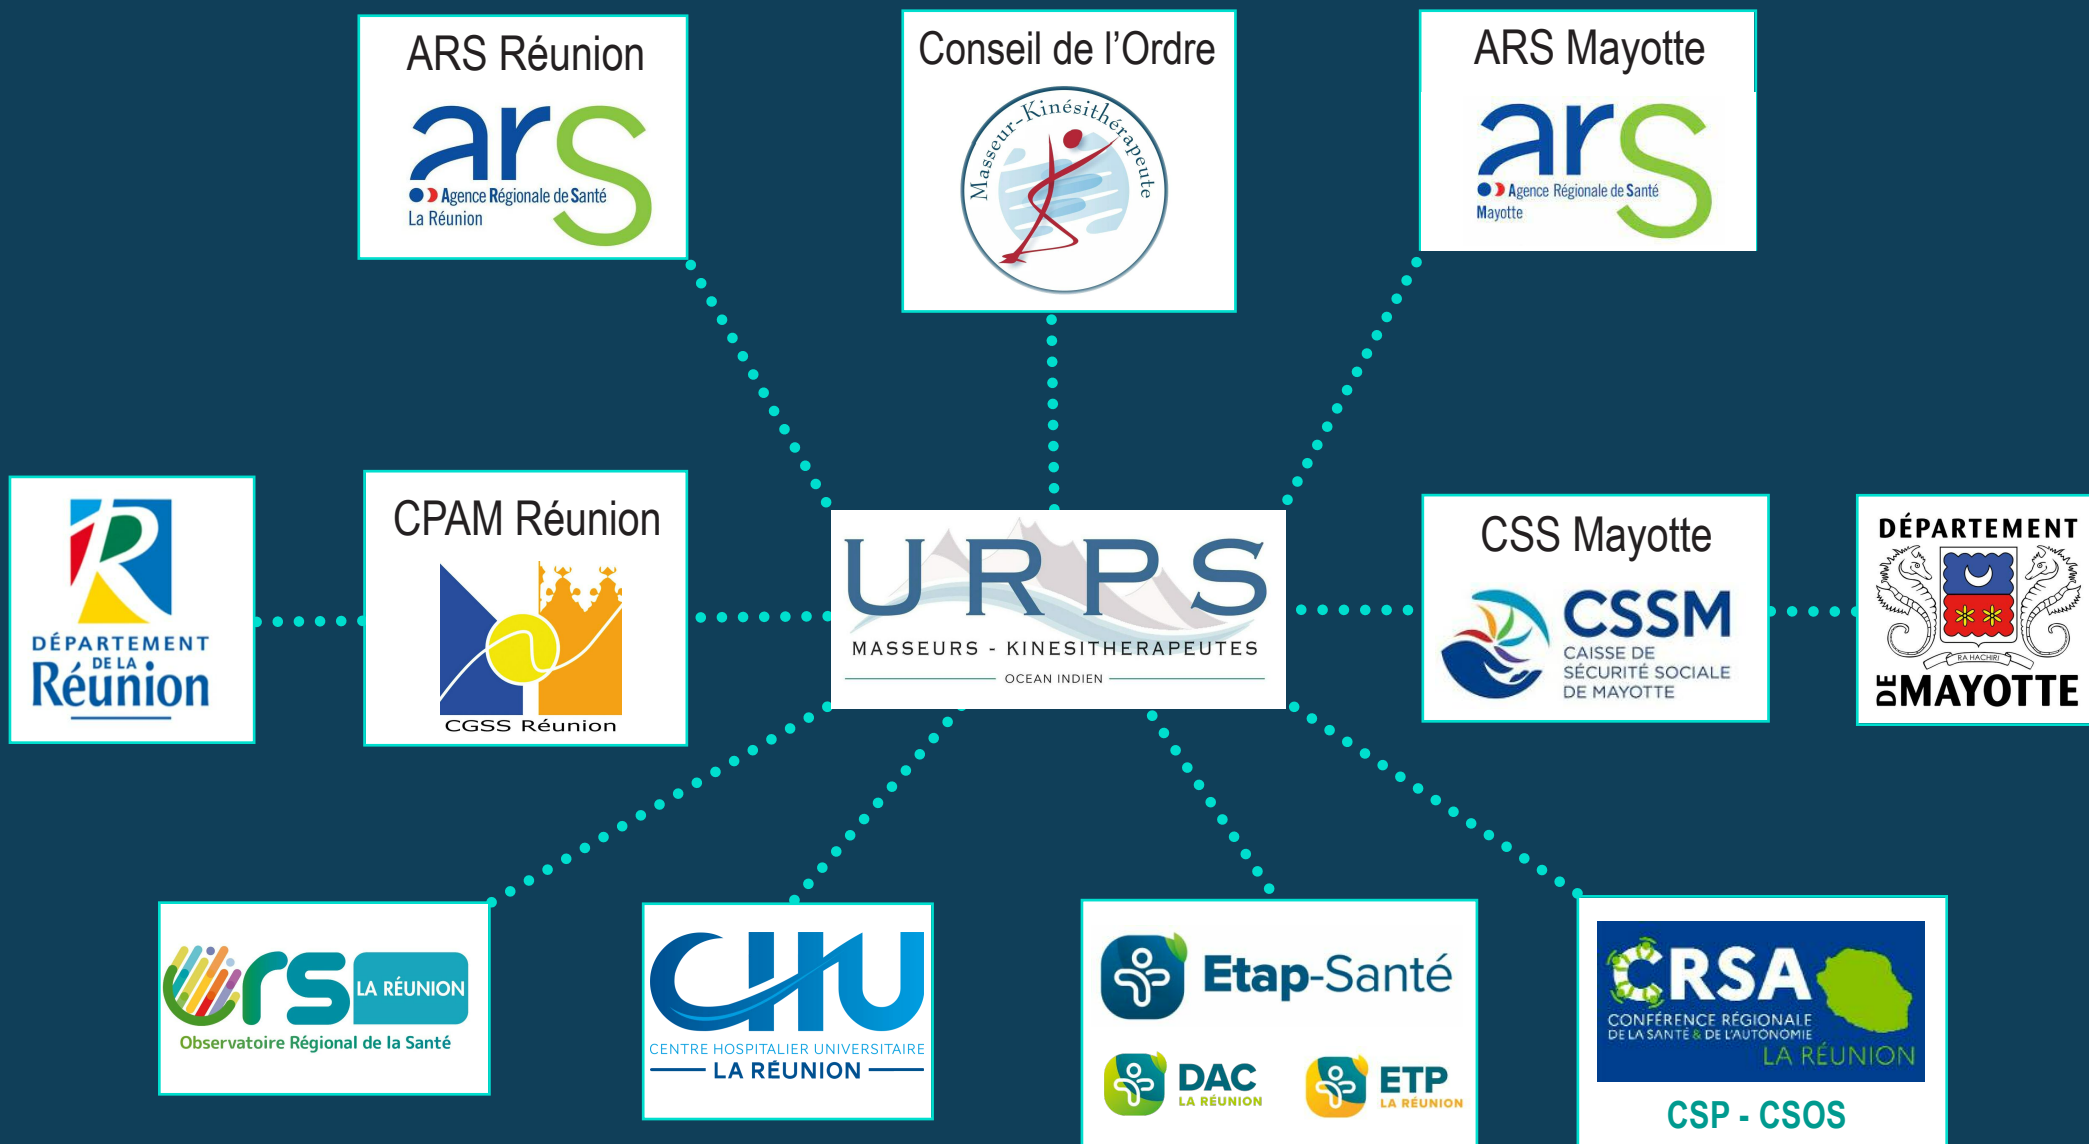 ARS Réunion
ars
Agence Régionale de Santé
La Réunion
Conseil de l'Ordre
Masseur-Kinésithérapeute
ARS Mayotte
ars
Agence Régionale de Santé
Mayotte
DÉPARTEMENT
DE LA
Réunion
CPAM Réunion
CGSS Réunion
URPS
MASSEURS - KINESITHERAPEUTES
OCEAN INDIEN
CSS Mayotte
CSSM
CAISSE DE
SÉCURITÉ SOCIALE
DE MAYOTTE
DÉPARTEMENT
RA HACHIRI
DE MAYOTTE
ors LA RÉUNION
Observatoire Régional de la Santé
CHU
CENTRE HOSPITALIER UNIVERSITAIRE
LA RÉUNION
Etap-Santé
DAC
LA RÉUNION
ETP
LA RÉUNION
CRSA
CONFÉRENCE RÉGIONALE
DE LA SANTÉ & DE L'AUTONOMIE
LA RÉUNION
CSP - CSOS